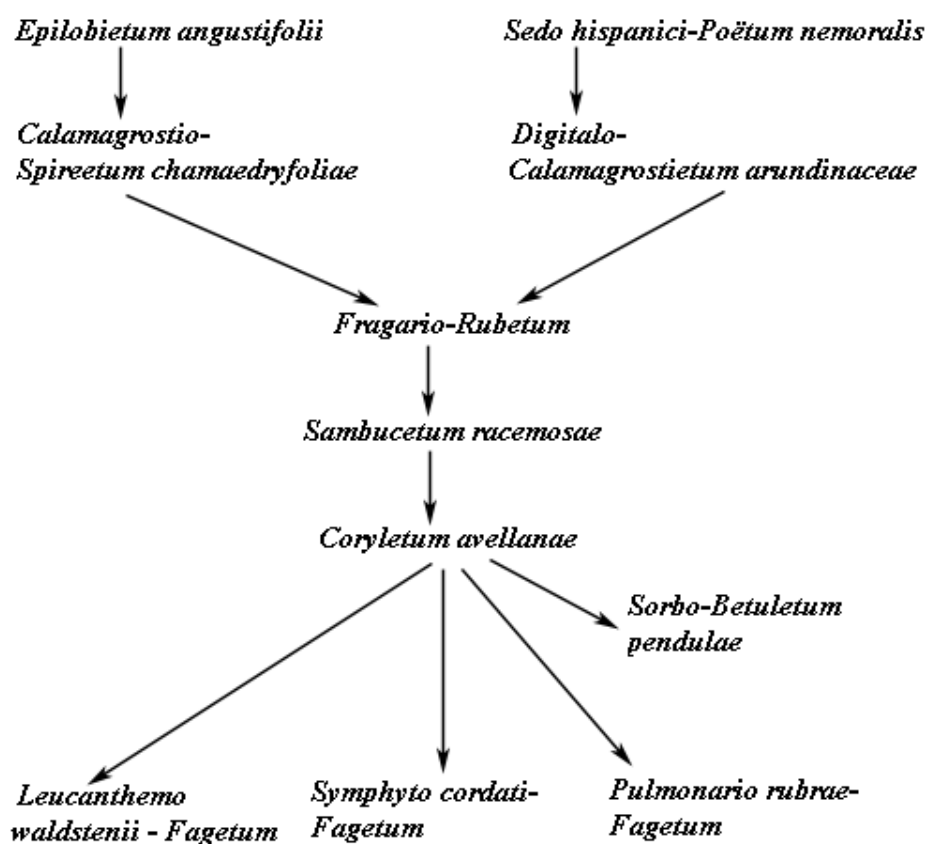 Epilobietum angustifolii
Sedo hispanici-Poëtum nemoralis
Calamagrostio-
Spireetum chamaedryfoliae
Digitalo-
Calamagrostietum arundinaceae
Fragario-Rubetum
Sambucetum racemosae
Coryletum avellanae
Sorbo-Betuletum
pendulae
Leucanthemo
waldstenii - Fagetum
Symphyto cordati-
Fagetum
Pulmonario rubrae-
Fagetum